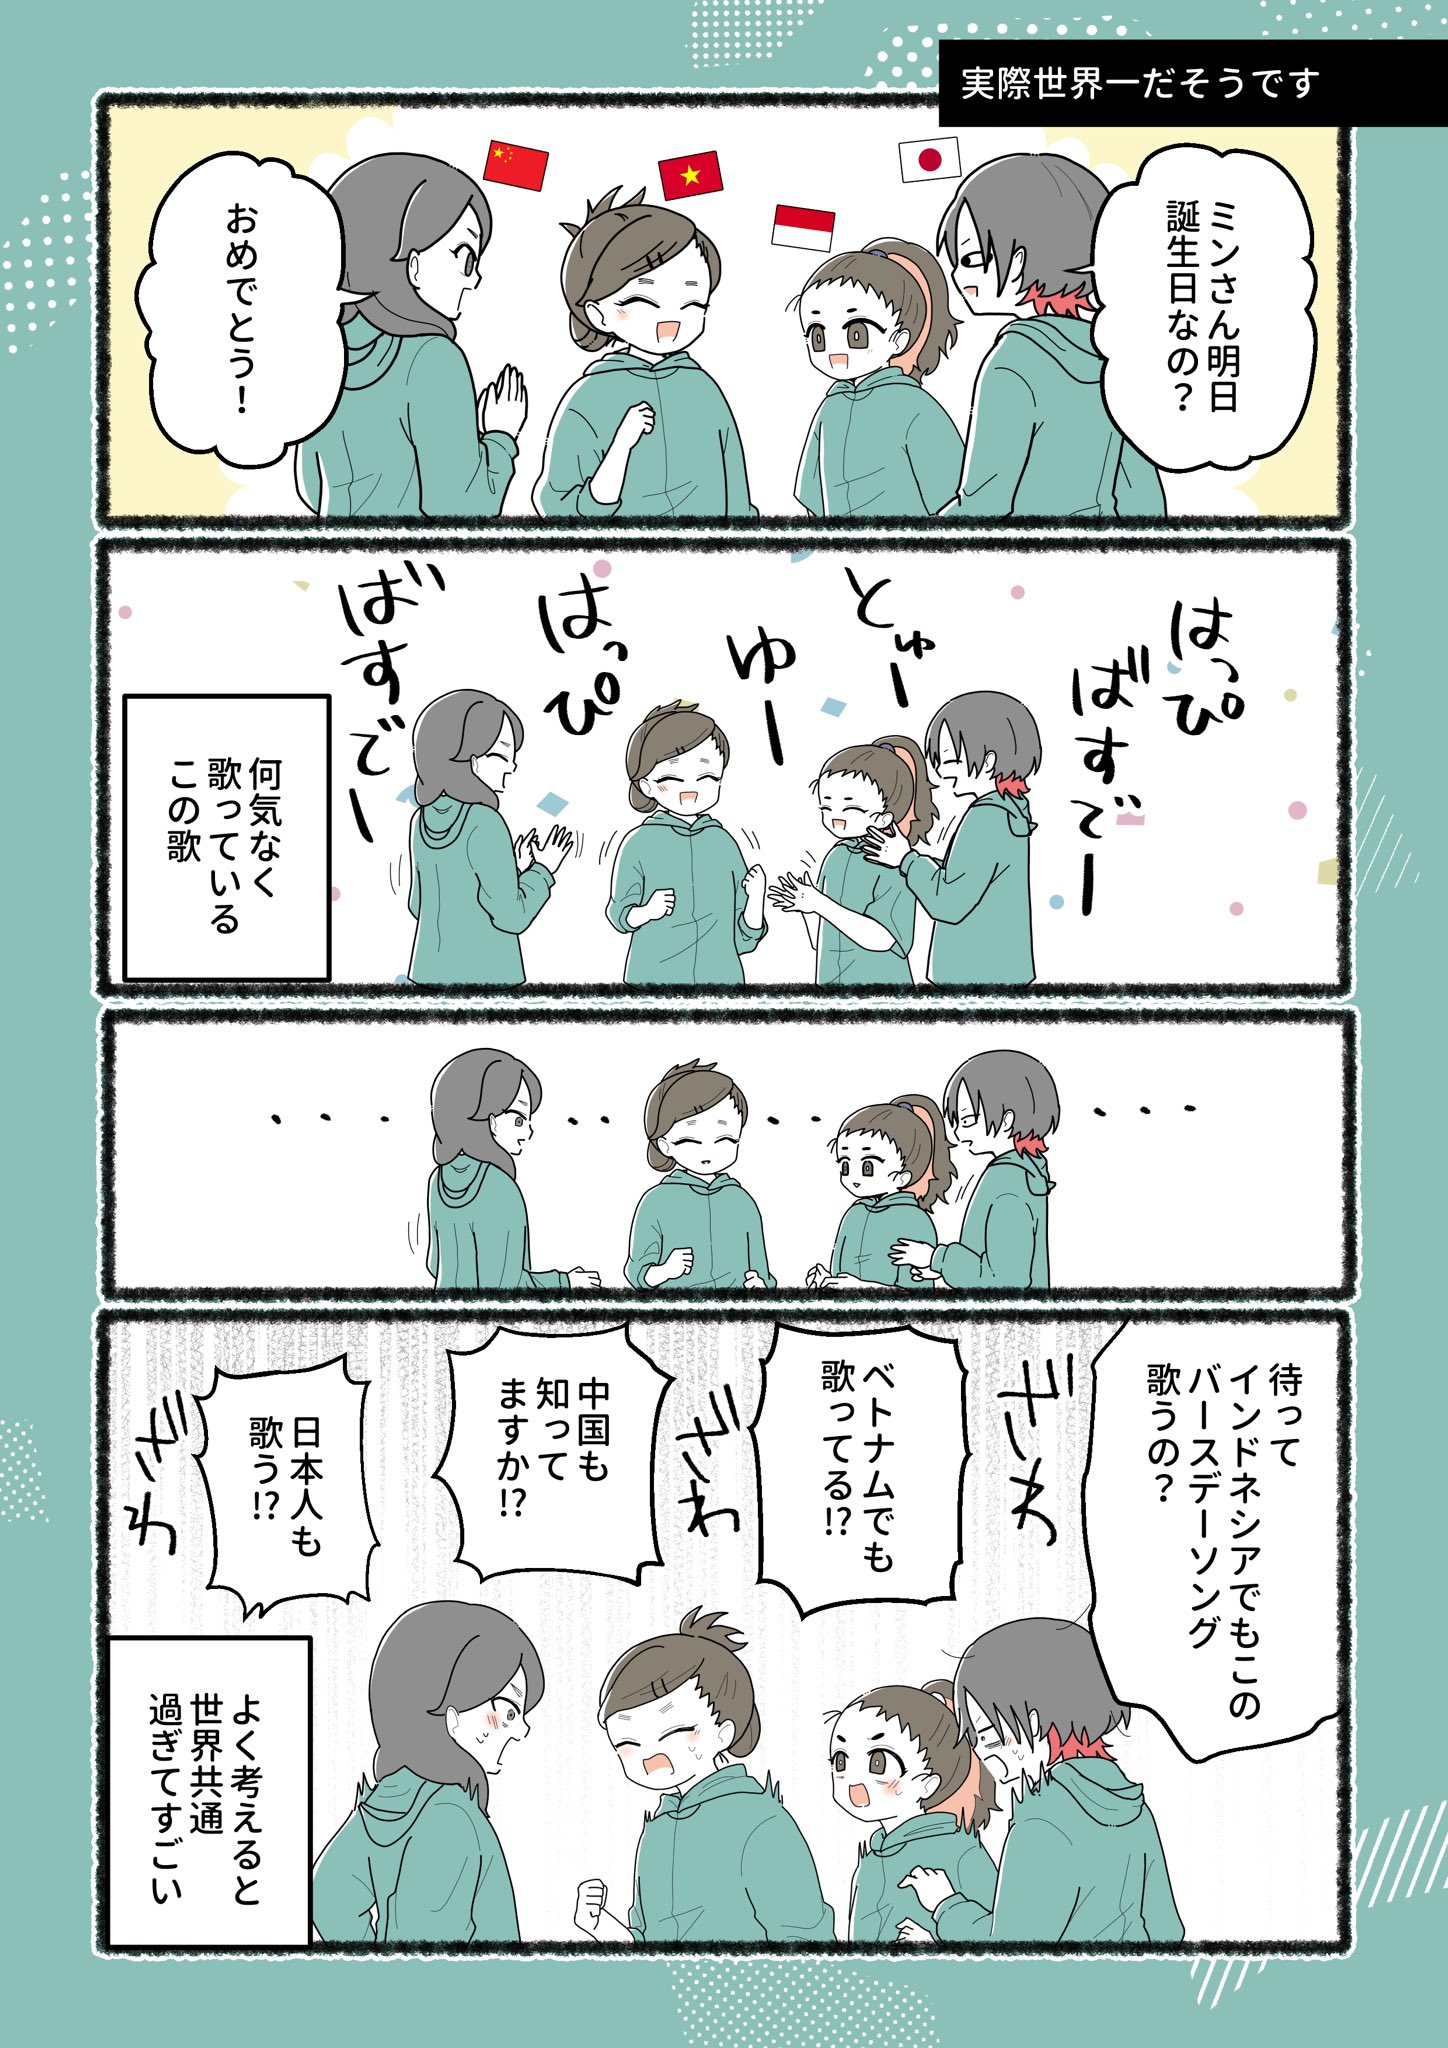 実際世界一だそうです
ミンさん明日
誕生日なの?
おめでとう!
はっぴ
ばすでー
とゅー
ゆー
はっぴ
ばすでー
何気なく
歌っている
この歌
・・・
・・
・・
・・・
待って
インドネシアでもこの
バースデーソング
歌うの?
ざわ
ベトナムでも
歌ってる!?
ざわ
中国も
知って
ますか!?
日本人も
歌う!?
ざわ
よく考えると
世界共通
過ぎてすごい